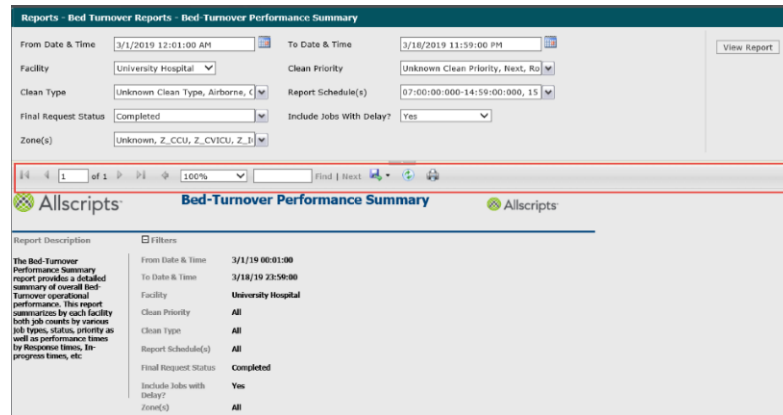 Reports - Bed Turnover Reports - Bed-Turnover Performance Summary
From Date & Time 3/1/2019 12:01:00 AM To Date & Time 3/18/2019 11:59:00 PM View Report
Facility University Hospital Clean Priority Unknown Clean Priority, Next, Ro
Clean Type Unknown Clean Type, Airborne, C Report Schedule(s) 07:00:00:000-14:59:00:000, 15
Final Request Status Completed Include Jobs With Delay? Yes
Zone(s) Unknown, Z_CCU, Z_CVICU, Z_I
1 of 1 100% Find | Next
Allscripts Bed-Turnover Performance Summary Allscripts
Report Description Filters
The Bed-Turnover From Date & Time 3/1/19 00:01:00
Performance Summary
report provides a detailed To Date & Time 3/18/19 23:59:00
summary of overall Bed-
Turnover operational Facility University Hospital
performance. This report
summarizes by each facility Clean Priority All
both job counts by various
job types, status, priority as Clean Type All
well as performance times
by Response times, In- Report Schedule(s) All
progress times, etc
Final Request Status Completed
Include Jobs with Yes
Delay?
Zone(s) All